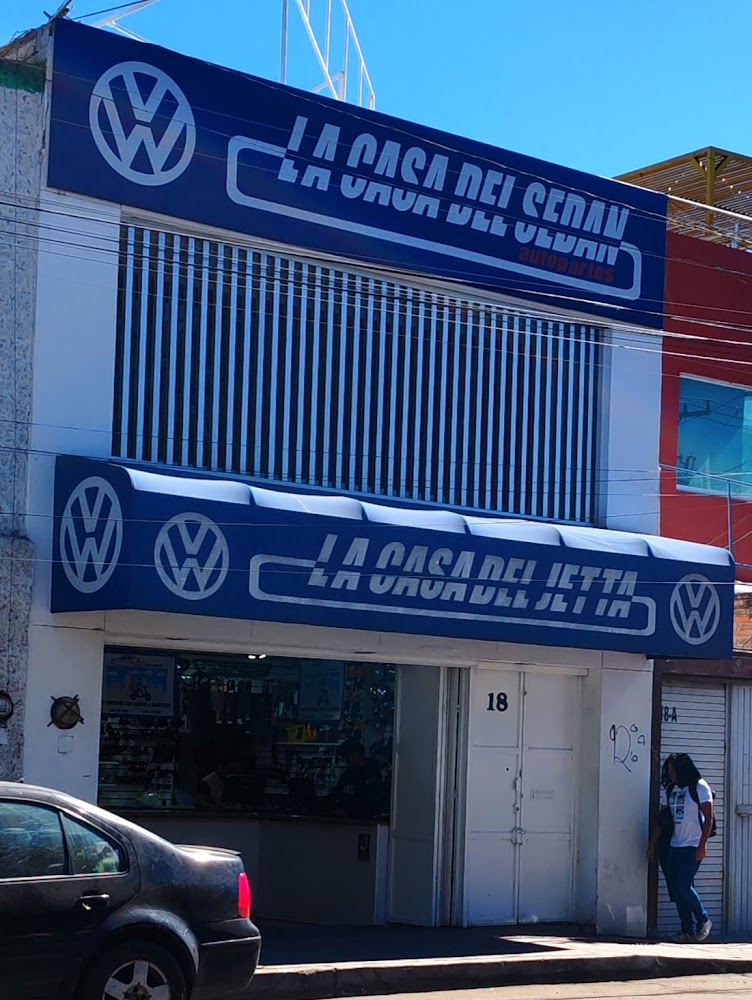 LA CASA DEL SEDAN
autopartes
LA CASA DEL JETTA
18
18-A